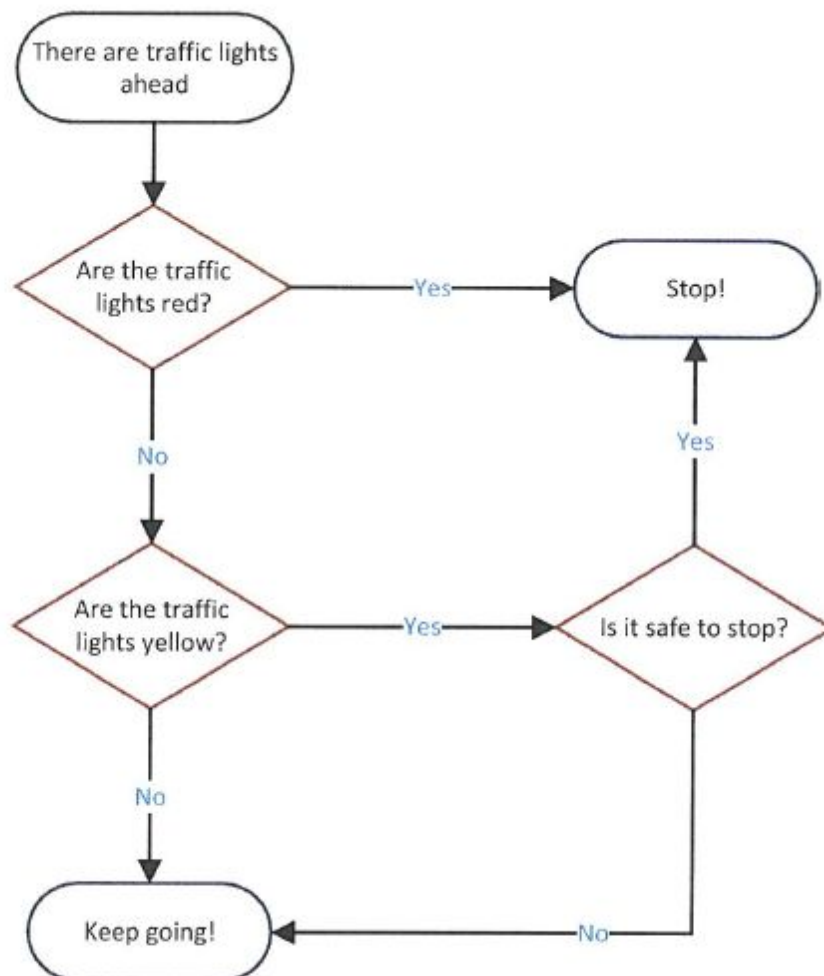 There are traffic lights
ahead
Are the traffic
lights red?
Yes
Stop!
No
Yes
Are the traffic
lights yellow?
Yes
Is it safe to stop?
No
Keep going!
No